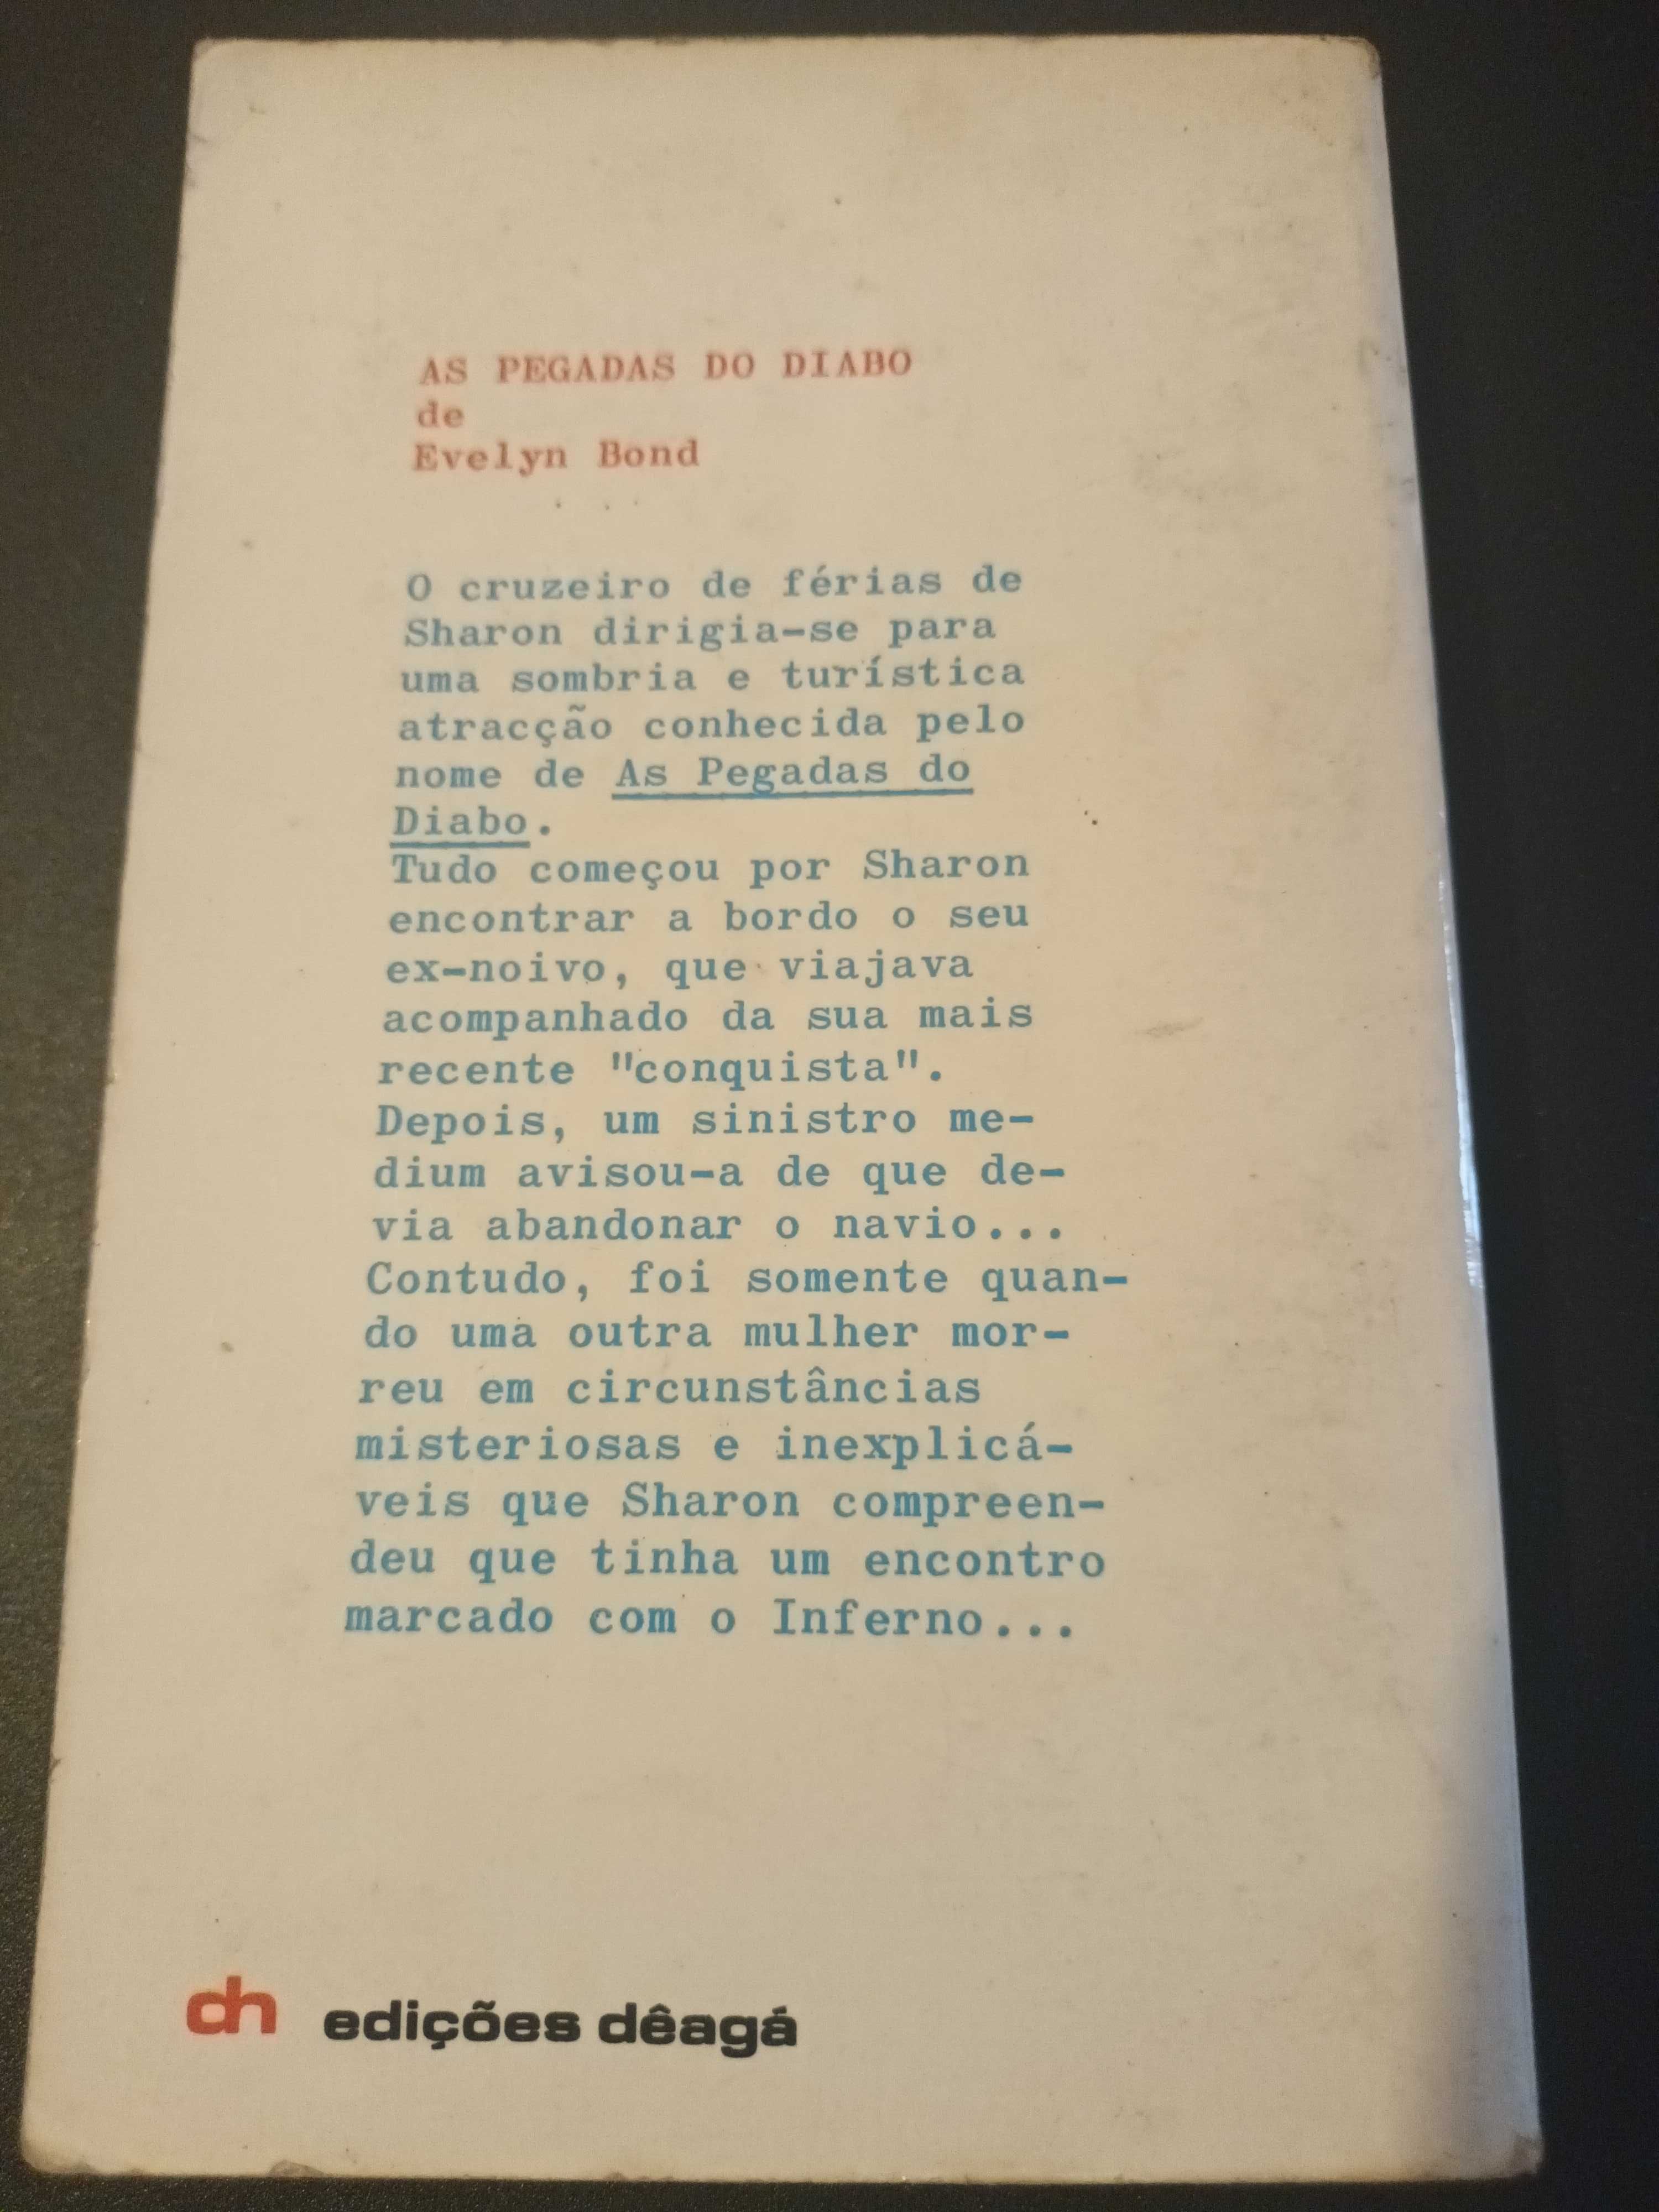 AS PEGADAS DO DIABO
de
Evelyn Bond
O cruzeiro de férias de
Sharon dirigia-se para
uma sombria e turística
atracção conhecida pelo
nome de As Pegadas do
Diabo.
Tudo começou por Sharon
encontrar a bordo o seu
ex-noivo, que viajava
acompanhado da sua mais
recente "conquista".
Depois, um sinistro me-
dium avisou-a de que de-
via abandonar o navio...
Contudo, foi somente quan-
do uma outra mulher mor-
reu em circunstâncias
misteriosas e inexplicá-
veis que Sharon compreen-
deu que tinha um encontro
marcado com o Inferno...
dh edições dêagá